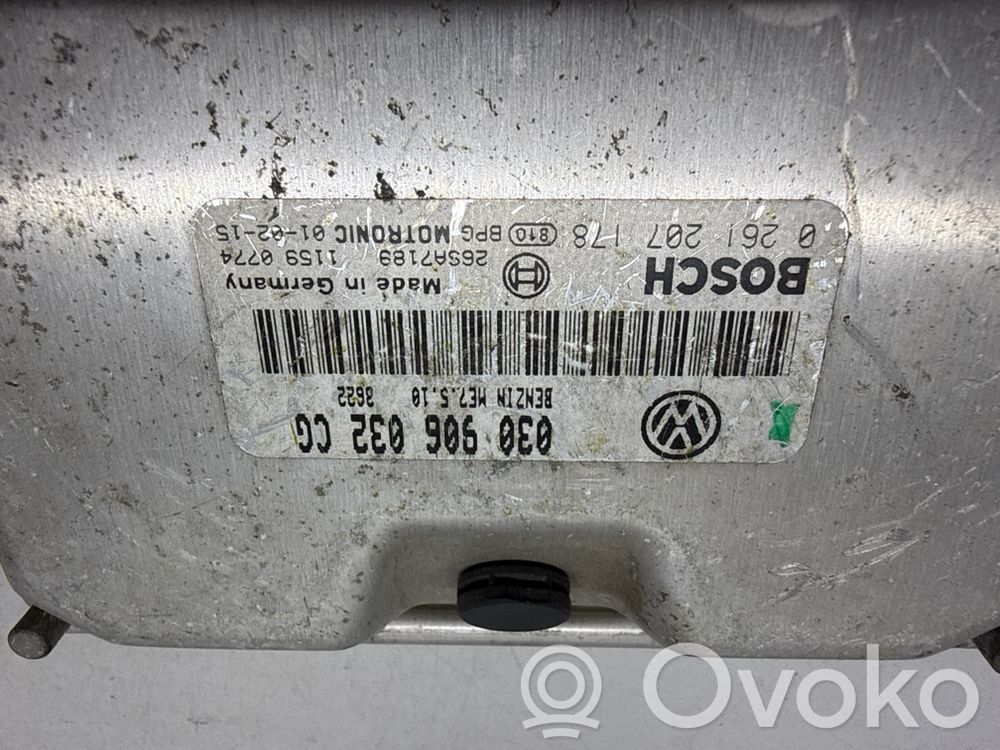 030 906 032 CG
BENZIN ME7.5.10 3622
BOSCH Made in Germany
26SA7189 1159 0774
0 261 207 178 810 BPG MOTRONIC 01-02-15
Ovoko